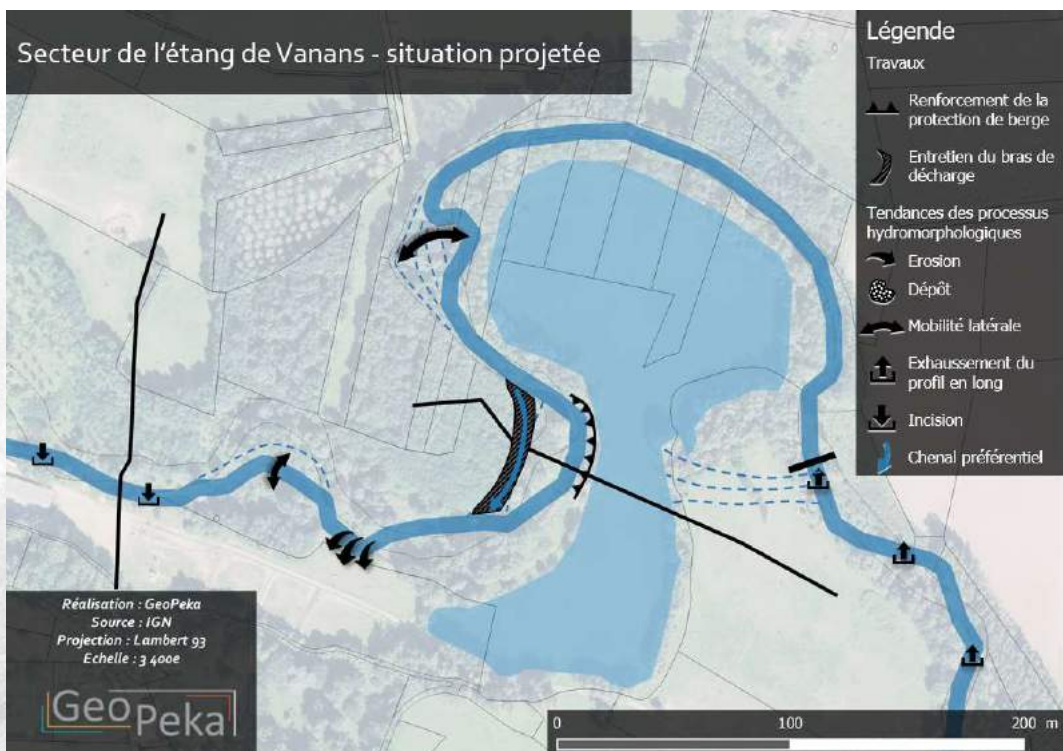 Secteur de l'étang de Vanans - situation projetée
Légende
Travaux
Renforcement de la
protection de berge
Entretien du bras de
décharge
Tendances des processus
hydromorphologiques
Erosion
Dépôt
Mobilité latérale
Exhaussement du
profil en long
Incision
Chenal préférentiel
Réalisation : GeoPeka
Source : IGN
Projection : Lambert 93
Echelle : 3 400e
GeoPeka
0 100 200 m